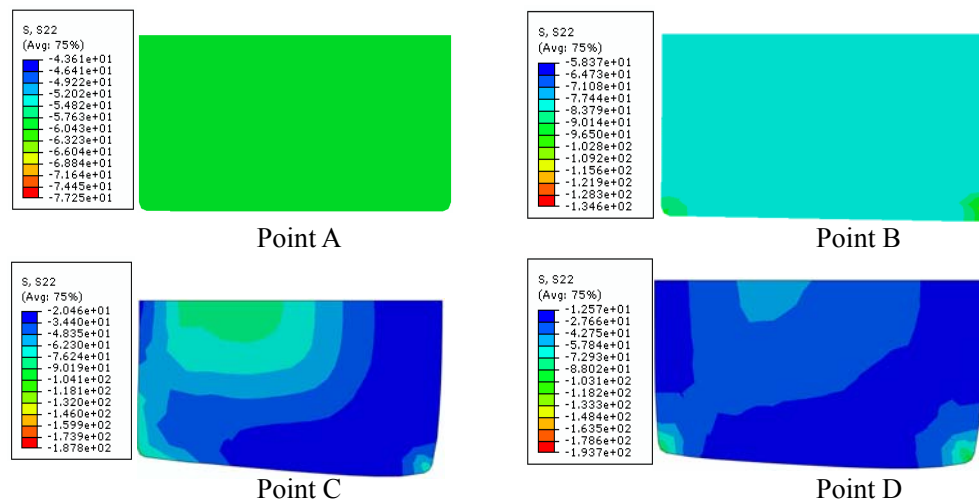 S, S22
(Avg: 75%)
-4.361e+01
-4.641e+01
-4.922e+01
-5.202e+01
-5.482e+01
-5.763e+01
-6.043e+01
-6.323e+01
-6.604e+01
-6.884e+01
-7.164e+01
-7.445e+01
-7.725e+01
Point A
S, S22
(Avg: 75%)
-5.837e+01
-6.473e+01
-7.108e+01
-7.744e+01
-8.379e+01
-9.014e+01
-9.650e+01
-1.028e+02
-1.092e+02
-1.156e+02
-1.219e+02
-1.283e+02
-1.346e+02
Point B
S, S22
(Avg: 75%)
-2.046e+01
-3.440e+01
-4.835e+01
-6.230e+01
-7.624e+01
-9.019e+01
-1.041e+02
-1.181e+02
-1.320e+02
-1.460e+02
-1.599e+02
-1.739e+02
-1.878e+02
Point C
S, S22
(Avg: 75%)
-1.257e+01
-2.766e+01
-4.275e+01
-5.784e+01
-7.293e+01
-8.802e+01
-1.031e+02
-1.182e+02
-1.333e+02
-1.484e+02
-1.635e+02
-1.786e+02
-1.937e+02
Point D